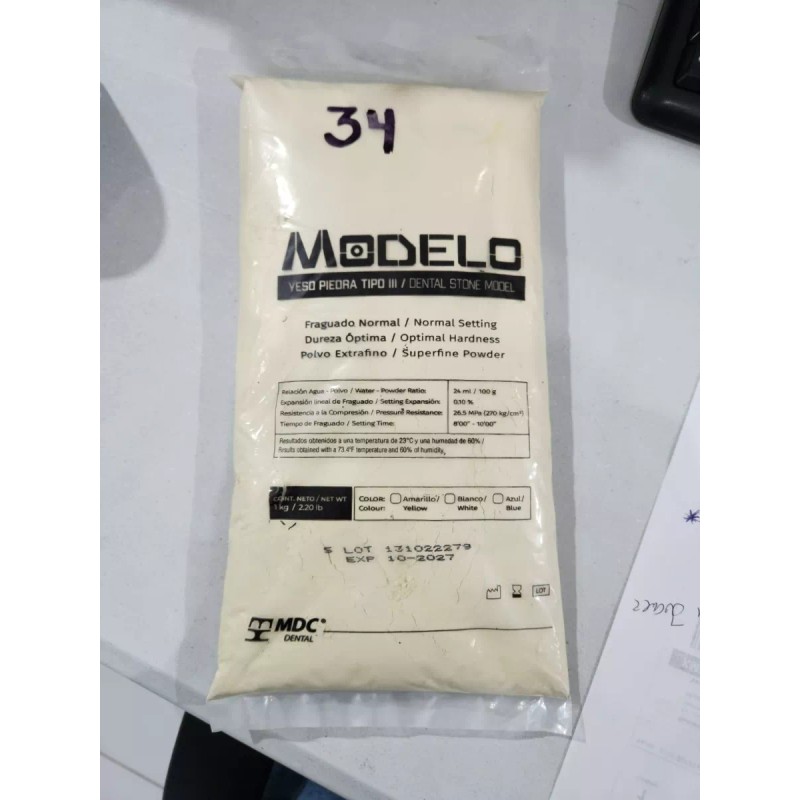 34
MODELO
YESO PIEDRA TIPO III / DENTAL STONE MODEL
Fraguado Normal / Normal Setting
Dureza Óptima / Optimal Hardness
Polvo Extrafino / Superfine Powder
Relación Agua - Polvo / Water - Powder Ratio: 24 ml / 100 g
Expansión lineal de Fraguado / Setting Expansión: 0.10 %
Resistencia a la Compresión / Pressure Resistance: 26.5 MPa (270 kg/cm²)
Tiempo de Fraguado / Setting Time: 8'00" - 10'00"
Resultados obtenidos a una temperatura de 23°C y una humedad de 60% /
Results obtained with a 73.4°F temperature and 60% of humidity.
CONT. NETO / NET WT
1 kg / 2.20 lb
COLOR: Amarillo/ Blanco/ Azul/
Colour: Yellow White Blue
S LOT 131022279
EXP 10-2027
LOT
MDC
DENTAL